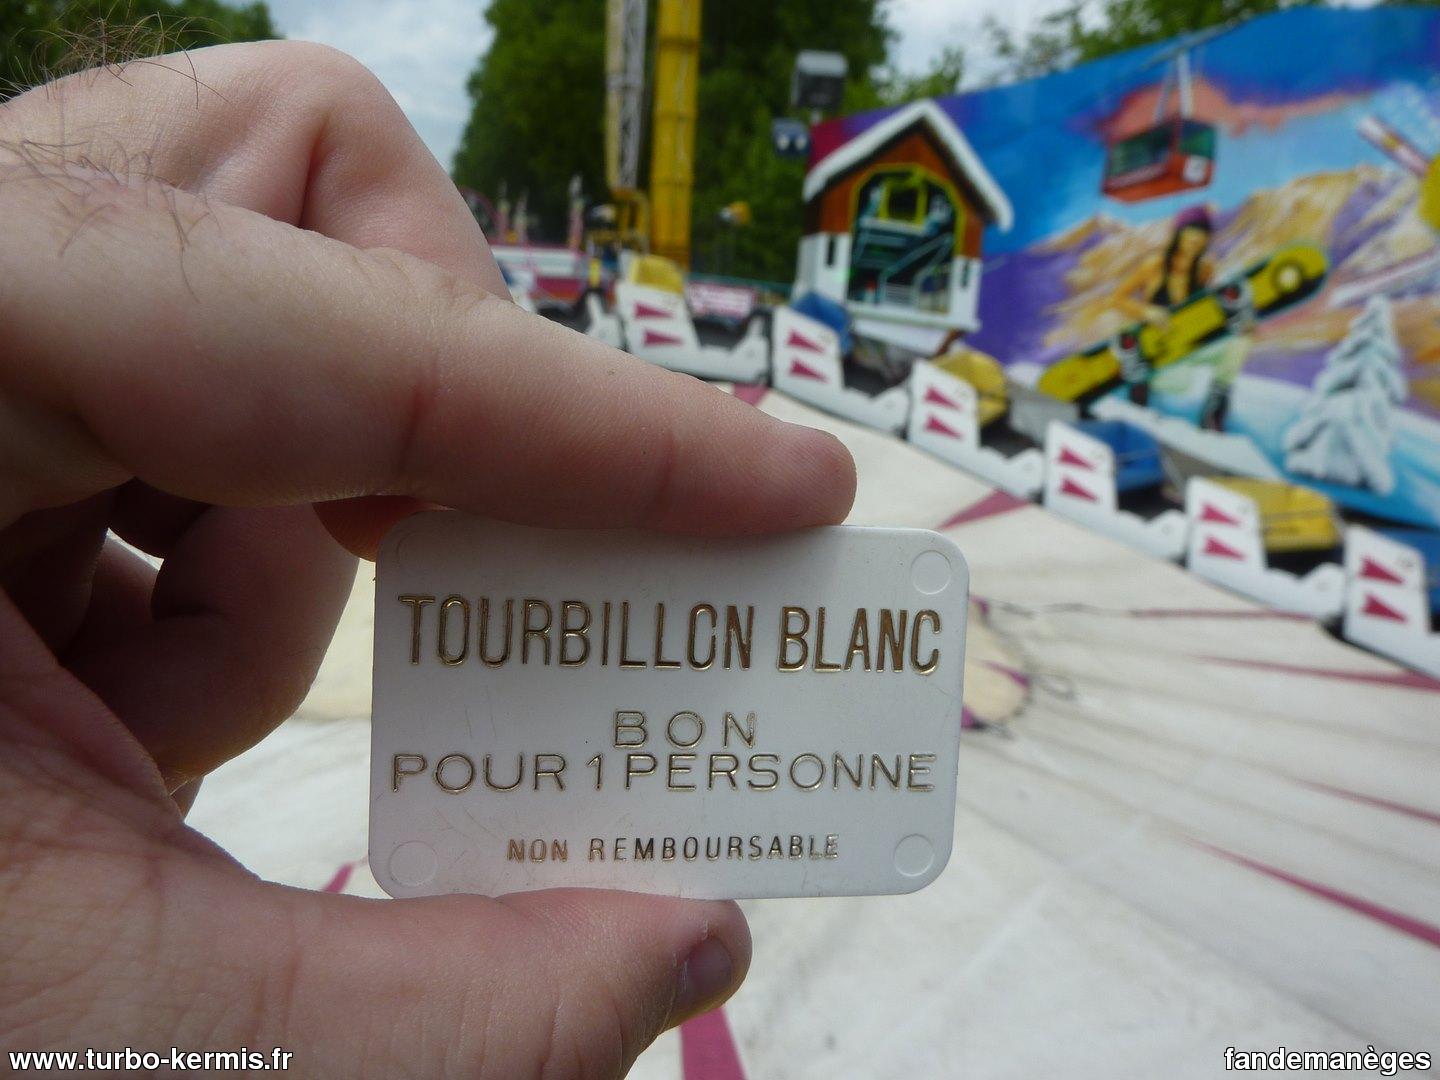 TOURBILLON BLANC
BON
POUR 1 PERSONNE
NON REMBOURSABLE
www.turbo-kermis.fr
fandemanèges